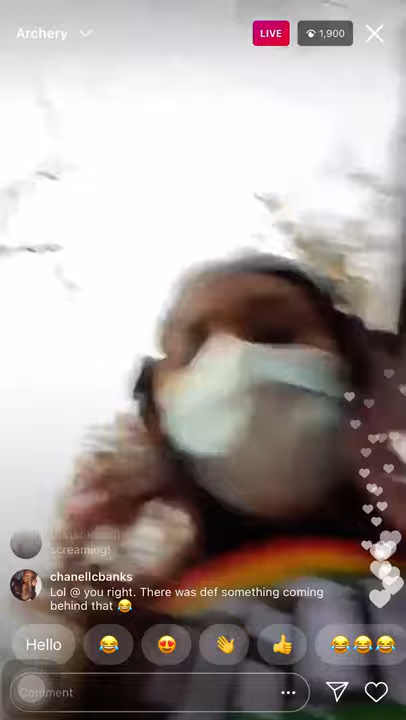 Archery
LIVE
1,900
screaming!
chanellcbanks
Lol @ you right. There was def something coming
behind that 😂
Hello 😂 😍 👋 👍 😂😂😂
Comment